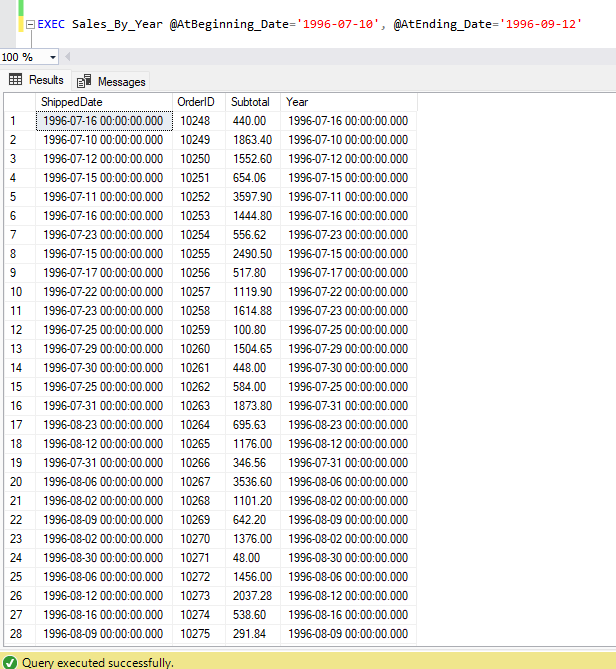 EXEC Sales_By_Year @AtBeginning_Date='1996-07-10', @AtEnding_Date='1996-09-12'
100 %
Results Messages
ShippedDate OrderID Subtotal Year
1 1996-07-16 00:00:00.000 10248 440.00 1996-07-16 00:00:00.000
2 1996-07-10 00:00:00.000 10249 1863.40 1996-07-10 00:00:00.000
3 1996-07-12 00:00:00.000 10250 1552.60 1996-07-12 00:00:00.000
4 1996-07-15 00:00:00.000 10251 654.06 1996-07-15 00:00:00.000
5 1996-07-11 00:00:00.000 10252 3597.90 1996-07-11 00:00:00.000
6 1996-07-16 00:00:00.000 10253 1444.80 1996-07-16 00:00:00.000
7 1996-07-23 00:00:00.000 10254 556.62 1996-07-23 00:00:00.000
8 1996-07-15 00:00:00.000 10255 2490.50 1996-07-15 00:00:00.000
9 1996-07-17 00:00:00.000 10256 517.80 1996-07-17 00:00:00.000
10 1996-07-22 00:00:00.000 10257 1119.90 1996-07-22 00:00:00.000
11 1996-07-23 00:00:00.000 10258 1614.88 1996-07-23 00:00:00.000
12 1996-07-25 00:00:00.000 10259 100.80 1996-07-25 00:00:00.000
13 1996-07-29 00:00:00.000 10260 1504.65 1996-07-29 00:00:00.000
14 1996-07-30 00:00:00.000 10261 448.00 1996-07-30 00:00:00.000
15 1996-07-25 00:00:00.000 10262 584.00 1996-07-25 00:00:00.000
16 1996-07-31 00:00:00.000 10263 1873.80 1996-07-31 00:00:00.000
17 1996-08-23 00:00:00.000 10264 695.63 1996-08-23 00:00:00.000
18 1996-08-12 00:00:00.000 10265 1176.00 1996-08-12 00:00:00.000
19 1996-07-31 00:00:00.000 10266 346.56 1996-07-31 00:00:00.000
20 1996-08-06 00:00:00.000 10267 3536.60 1996-08-06 00:00:00.000
21 1996-08-02 00:00:00.000 10268 1101.20 1996-08-02 00:00:00.000
22 1996-08-09 00:00:00.000 10269 642.20 1996-08-09 00:00:00.000
23 1996-08-02 00:00:00.000 10270 1376.00 1996-08-02 00:00:00.000
24 1996-08-30 00:00:00.000 10271 48.00 1996-08-30 00:00:00.000
25 1996-08-06 00:00:00.000 10272 1456.00 1996-08-06 00:00:00.000
26 1996-08-12 00:00:00.000 10273 2037.28 1996-08-12 00:00:00.000
27 1996-08-16 00:00:00.000 10274 538.60 1996-08-16 00:00:00.000
28 1996-08-09 00:00:00.000 10275 291.84 1996-08-09 00:00:00.000
Query executed successfully.